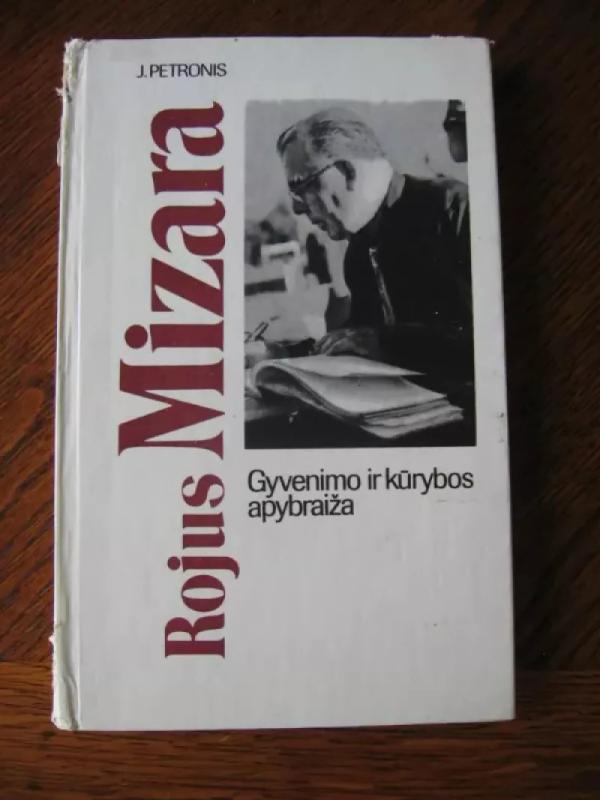 J. PETRONIS
Rojus Mizara
Gyvenimo ir kūrybos
apybraiža